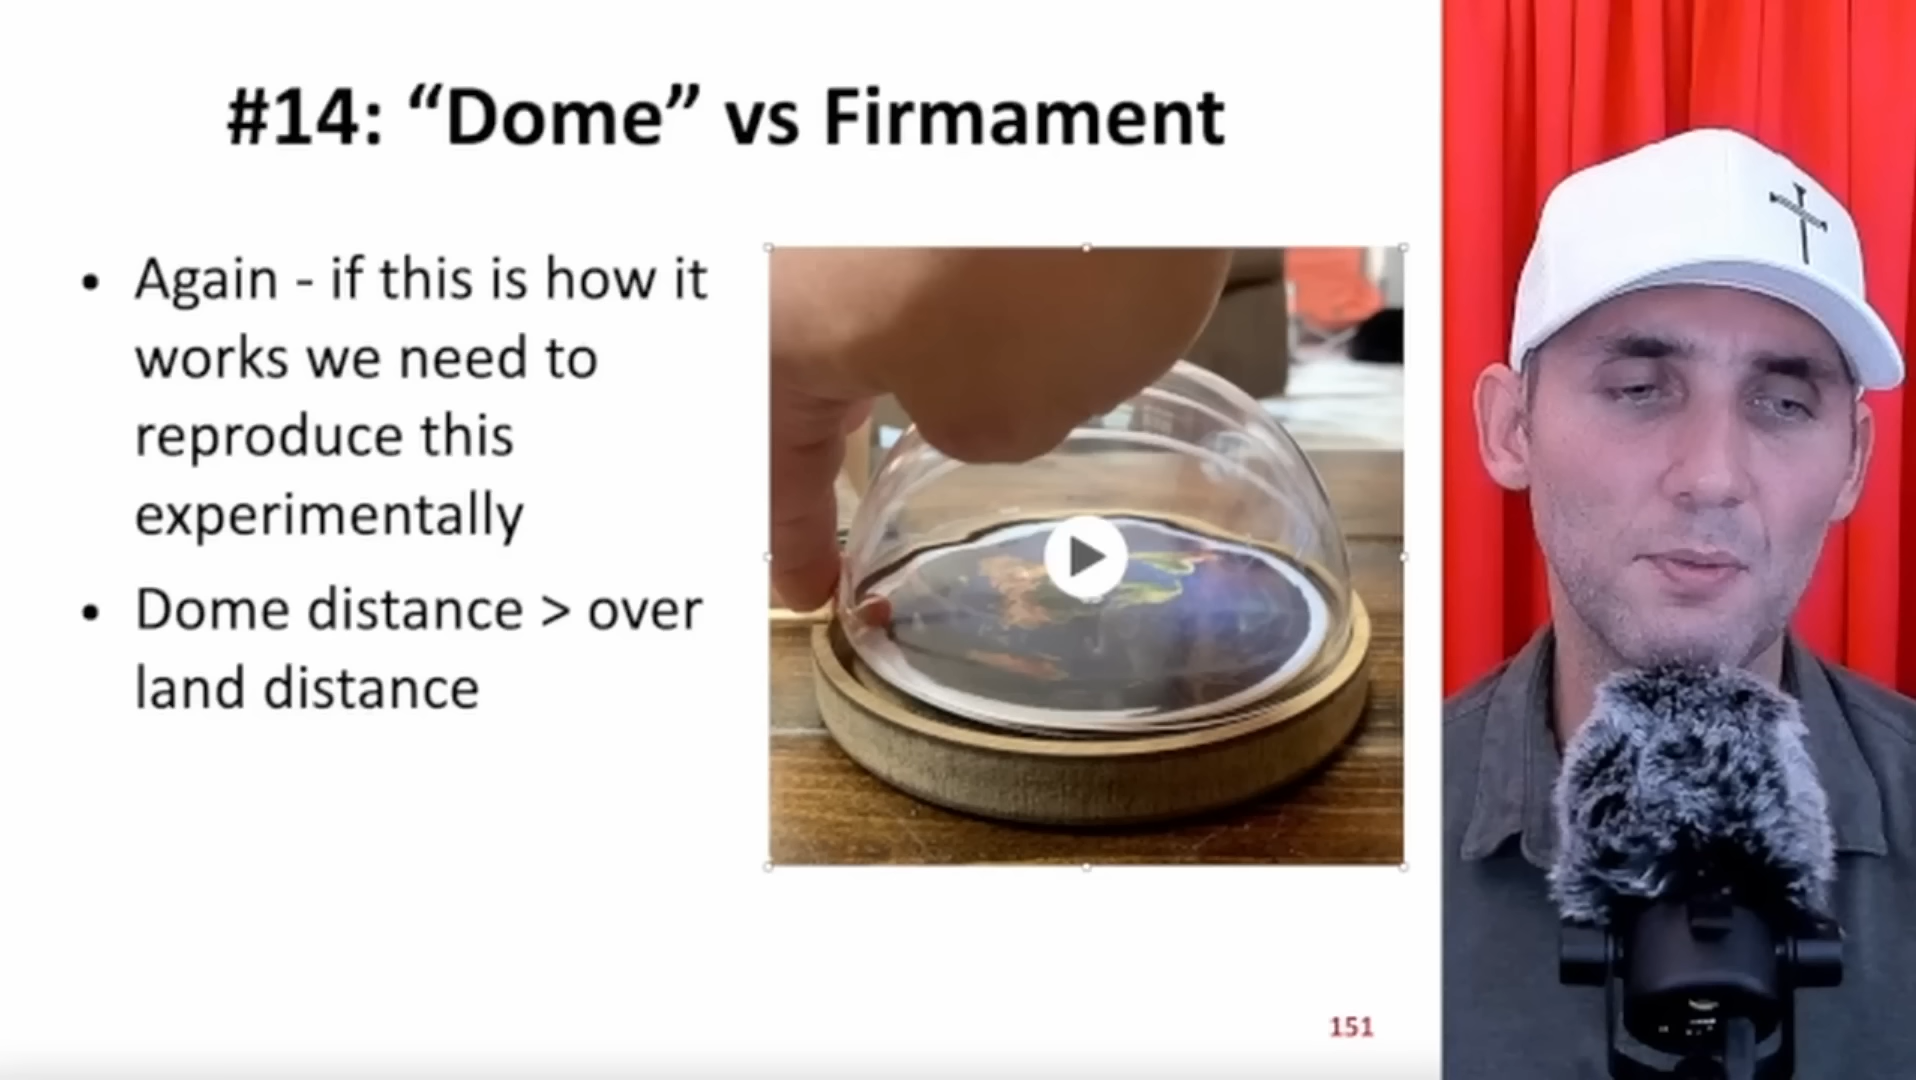 #14: “Dome” vs Firmament
• Again - if this is how it
works we need to
reproduce this
experimentally
• Dome distance > over
land distance
151